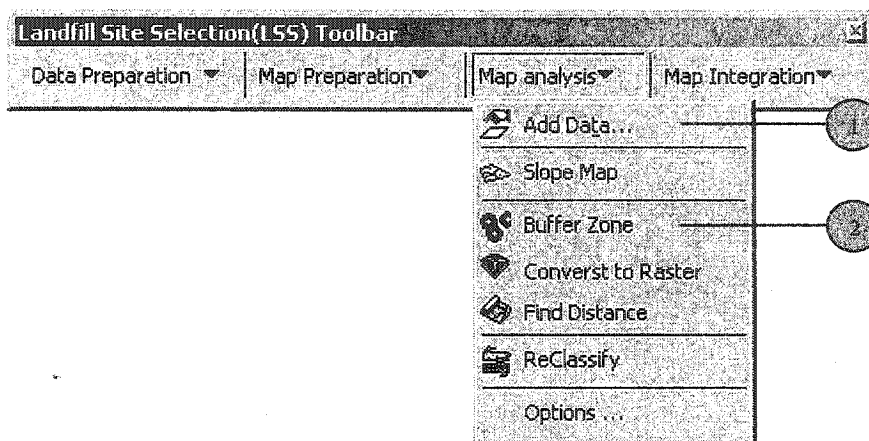 Landfill Site Selection(LSS) Toolbar
Data Preparation Map Preparation Map analysis Map Integration
Add Data...
1
Slope Map
Buffer Zone
2
Converst to Raster
Find Distance
ReClassify
Options ...